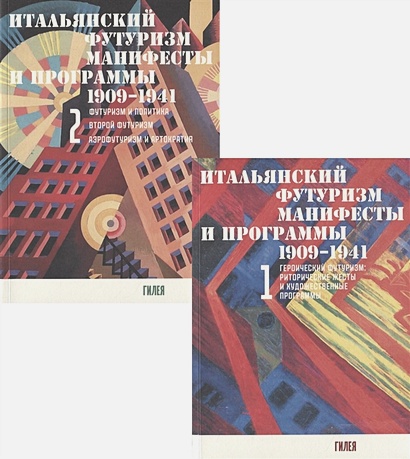 ИТАЛЬЯНСКИЙ
ФУТУРИЗМ
МАНИФЕСТЫ
И ПРОГРАММЫ
1909–1941
2
ФУТУРИЗМ И ПОЛИТИКА
ВТОРОЙ ФУТУРИЗМ
АЭРОФУТУРИЗМ И АРТОКРАТИЯ
ГИЛЕЯ
ИТАЛЬЯНСКИЙ
ФУТУРИЗМ
МАНИФЕСТЫ
И ПРОГРАММЫ
1909–1941
1
ГЕРОИЧЕСКИЙ ФУТУРИЗМ:
РИТОРИЧЕСКИЕ ЖЕСТЫ
И ХУДОЖЕСТВЕННЫЕ
ПРОГРАММЫ
ГИЛЕЯ